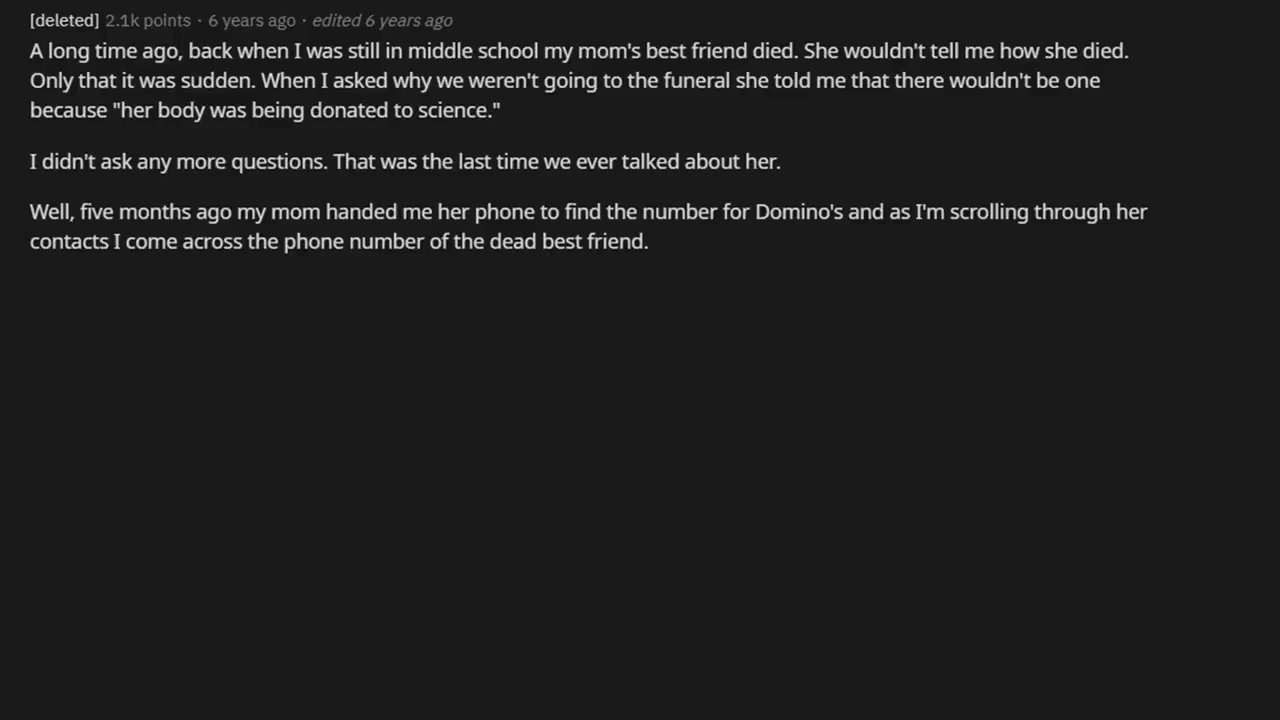 [deleted] 2.1k points · 6 years ago · edited 6 years ago
A long time ago, back when I was still in middle school my mom's best friend died. She wouldn't tell me how she died.
Only that it was sudden. When I asked why we weren't going to the funeral she told me that there wouldn't be one
because "her body was being donated to science."
I didn't ask any more questions. That was the last time we ever talked about her.
Well, five months ago my mom handed me her phone to find the number for Domino's and as I'm scrolling through her
contacts I come across the phone number of the dead best friend.